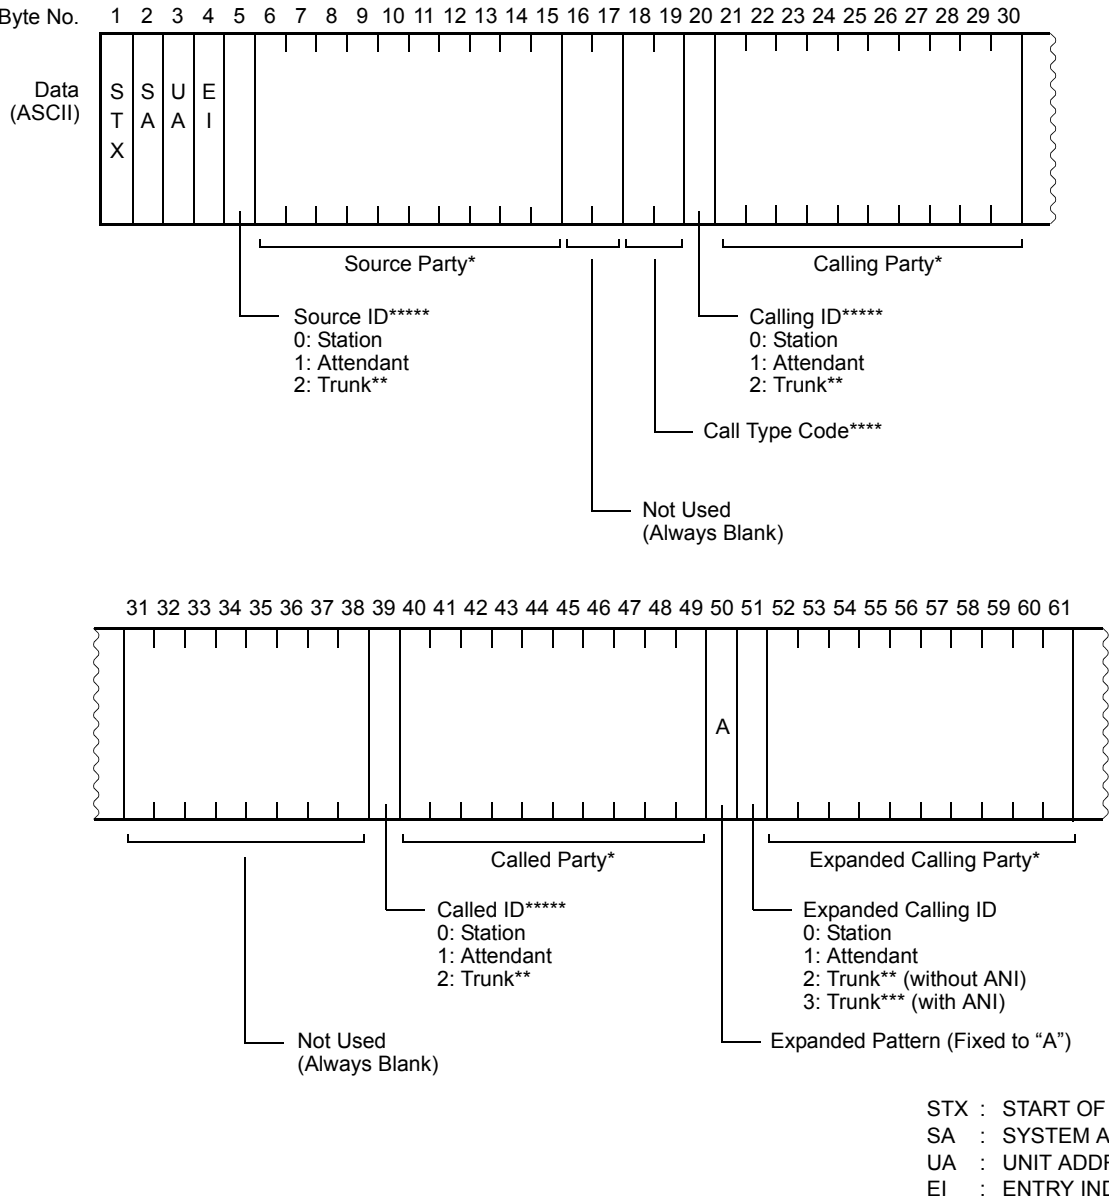 Byte No. 1 2 3 4 5 6 7 8 9 10 11 12 13 14 15 16 17 18 19 20 21 22 23 24 25 26 27 28 29 30
Data
(ASCII)
S S U E
T A A I
X
Source Party*
Calling Party*
Source ID*****
0: Station
1: Attendant
2: Trunk**
Calling ID*****
0: Station
1: Attendant
2: Trunk**
Call Type Code****
Not Used
(Always Blank)
31 32 33 34 35 36 37 38 39 40 41 42 43 44 45 46 47 48 49 50 51 52 53 54 55 56 57 58 59 60 61
A
Called Party*
Expanded Calling Party*
Called ID*****
0: Station
1: Attendant
2: Trunk**
Expanded Calling ID
0: Station
1: Attendant
2: Trunk** (without ANI)
3: Trunk*** (with ANI)
Not Used
(Always Blank)
Expanded Pattern (Fixed to “A”)
STX : START OF
SA : SYSTEM
UA : UNIT
EI : ENTRY